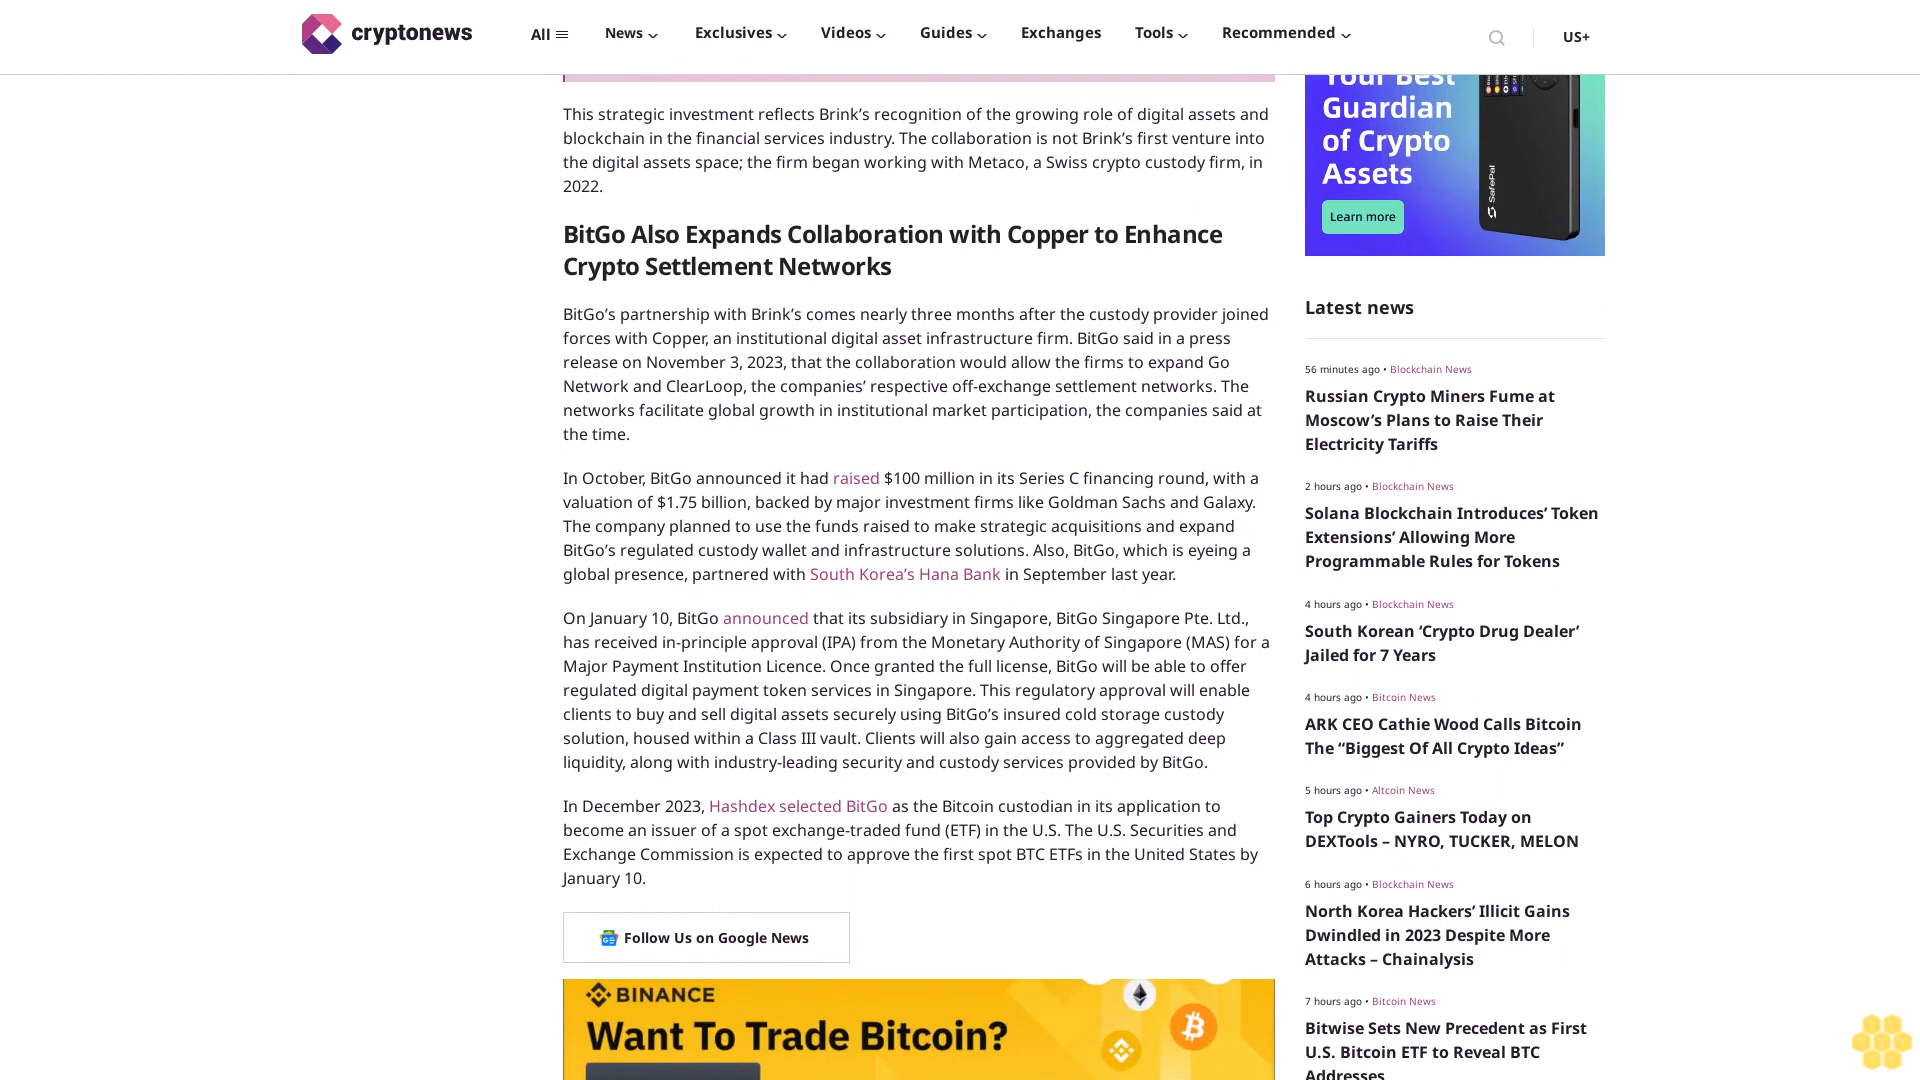 cryptonews
All
News
Exclusives
Videos
Guides
Exchanges
Tools
Recommended
US+
This strategic investment reflects Brink’s recognition of the growing role of digital assets and
blockchain in the financial services industry. The collaboration is not Brink’s first venture into
the digital assets space; the firm began working with Metaco, a Swiss crypto custody firm, in
2022.
BitGo Also Expands Collaboration with Copper to Enhance
Crypto Settlement Networks
BitGo’s partnership with Brink’s comes nearly three months after the custody provider joined
forces with Copper, an institutional digital asset infrastructure firm. BitGo said in a press
release on November 3, 2023, that the collaboration would allow the firms to expand Go
Network and ClearLoop, the companies’ respective off-exchange settlement networks. The
networks facilitate global growth in institutional market participation, the companies said at
the time.
In October, BitGo announced it had raised $100 million in its Series C financing round, with a
valuation of $1.75 billion, backed by major investment firms like Goldman Sachs and Galaxy.
The company planned to use the funds raised to make strategic acquisitions and expand
BitGo’s regulated custody wallet and infrastructure solutions. Also, BitGo, which is eyeing a
global presence, partnered with South Korea’s Hana Bank in September last year.
On January 10, BitGo announced that its subsidiary in Singapore, BitGo Singapore Pte. Ltd.,
has received in-principle approval (IPA) from the Monetary Authority of Singapore (MAS) for a
Major Payment Institution Licence. Once granted the full license, BitGo will be able to offer
regulated digital payment token services in Singapore. This regulatory approval will enable
clients to buy and sell digital assets securely using BitGo’s insured cold storage custody
solution, housed within a Class III vault. Clients will also gain access to aggregated deep
liquidity, along with industry-leading security and custody services provided by BitGo.
In December 2023, Hashdex selected BitGo as the Bitcoin custodian in its application to
become an issuer of a spot exchange-traded fund (ETF) in the U.S. The U.S. Securities and
Exchange Commission is expected to approve the first spot BTC ETFs in the United States by
January 10.
Follow Us on Google News
BINANCE
Want To Trade Bitcoin?
Your Best
Guardian
of Crypto
Assets
Learn more
SafePal
Latest news
56 minutes ago • Blockchain News
Russian Crypto Miners Fume at
Moscow’s Plans to Raise Their
Electricity Tariffs
2 hours ago • Blockchain News
Solana Blockchain Introduces’ Token
Extensions’ Allowing More
Programmable Rules for Tokens
4 hours ago • Blockchain News
South Korean ‘Crypto Drug Dealer’
Jailed for 7 Years
4 hours ago • Bitcoin News
ARK CEO Cathie Wood Calls Bitcoin
The “Biggest Of All Crypto Ideas”
5 hours ago • Altcoin News
Top Crypto Gainers Today on
DEXTools – NYRO, TUCKER, MELON
6 hours ago • Blockchain News
North Korea Hackers’ Illicit Gains
Dwindled in 2023 Despite More
Attacks – Chainalysis
7 hours ago • Bitcoin News
Bitwise Sets New Precedent as First
U.S. Bitcoin ETF to Reveal BTC
Addresses